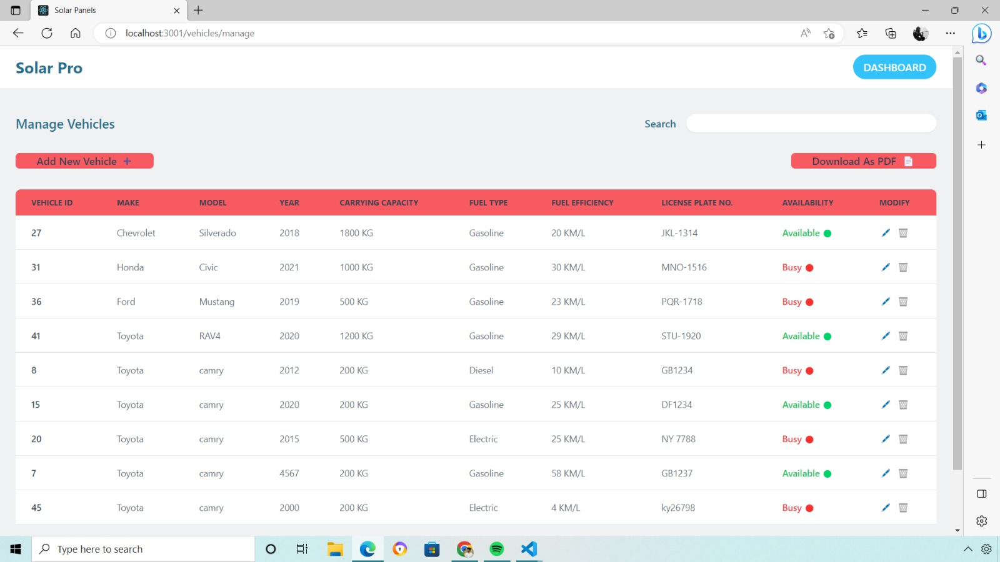 Solar Panels
localhost:3001/vehicles/manage
Solar Pro
DASHBOARD
Manage Vehicles
Search
Add New Vehicle
Download As PDF
VEHICLE ID MAKE MODEL YEAR CARRYING CAPACITY FUEL TYPE FUEL EFFICIENCY LICENSE PLATE NO. AVAILABILITY MODIFY
27 Chevrolet Silverado 2018 1800 KG Gasoline 20 KM/L JKL-1314 Available
31 Honda Civic 2021 1000 KG Gasoline 30 KM/L MNO-1516 Busy
36 Ford Mustang 2019 500 KG Gasoline 23 KM/L PQR-1718 Busy
41 Toyota RAV4 2020 1200 KG Gasoline 29 KM/L STU-1920 Available
8 Toyota camry 2012 200 KG Diesel 10 KM/L GB1234 Busy
15 Toyota camry 2020 200 KG Gasoline 25 KM/L DF1234 Available
20 Toyota camry 2015 500 KG Electric 25 KM/L NY 7788 Busy
7 Toyota camry 4567 200 KG Gasoline 58 KM/L GB1237 Available
45 Toyota camry 2000 200 KG Electric 4 KM/L ky26798 Busy
Type here to search